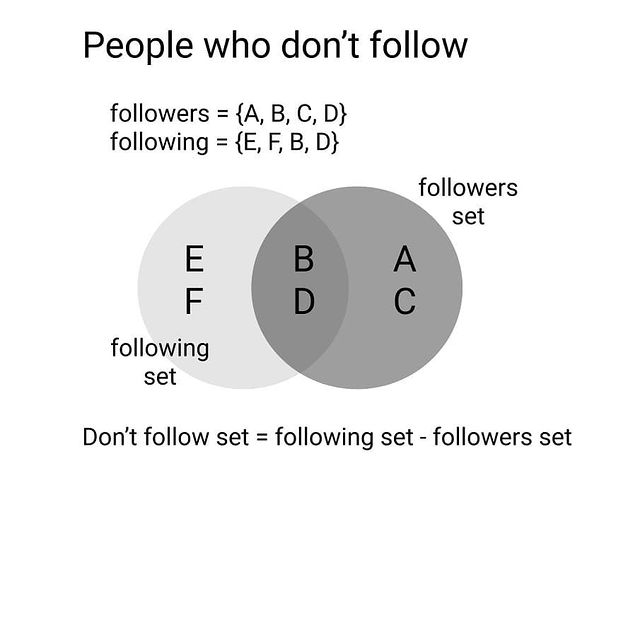 People who don't follow
followers = {A, B, C, D}
following = {E, F, B, D}
followers
set
E B A
F D C
following
set
Don't follow set = following set - followers set